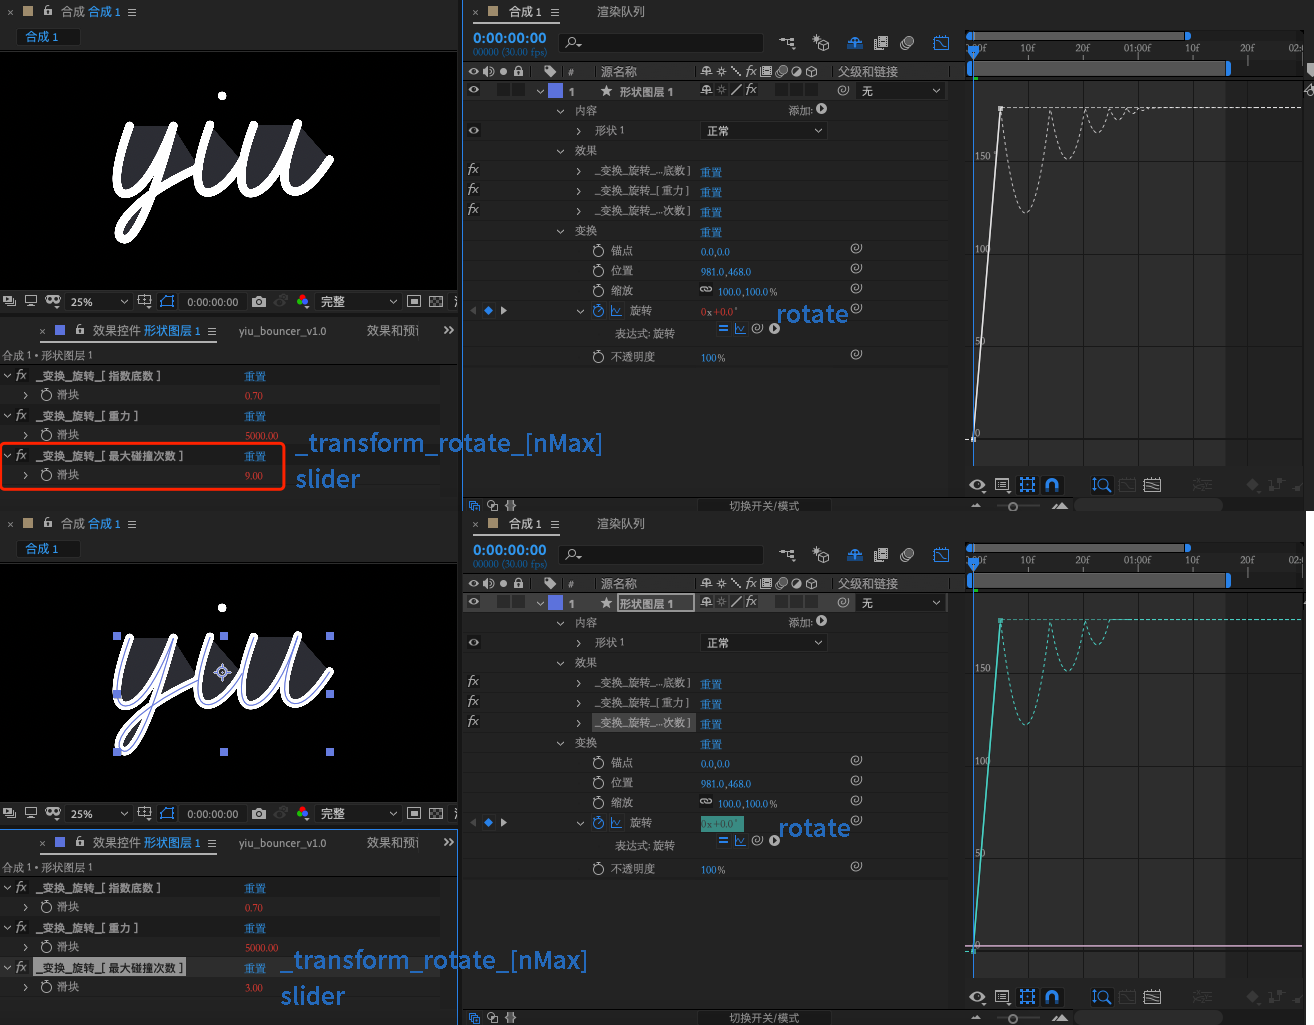 合成 合成 1
合成 1
yiu
25%
0:00:00:00
完整
效果控件 形状图层 1
yiu_bouncer_v1.0
效果和预
合成 1 • 形状图层 1
fx _变换_旋转_[ 指数底数 ] 重置
滑块 0.70
fx _变换_旋转_[ 重力 ] 重置
滑块 5000.00
fx _变换_旋转_[ 最大碰撞次数 ] 重置
滑块 9.00
_transform_rotate_[nMax]
slider
合成 1
渲染队列
0:00:00:00
00000 (30.00 fps)
# 源名称 fx 父级和链接
1 形状图层 1 fx 无
内容 添加:
形状 1 正常
效果
fx _变换_旋转_...底数 ] 重置
fx _变换_旋转_[ 重力 ] 重置
fx _变换_旋转_...次数 ] 重置
变换 重置
锚点 0.0,0.0
位置 981.0,468.0
缩放 100.0,100.0%
旋转 0x+0.0° rotate
表达式: 旋转
不透明度 100%
切换开关/模式
10f 20f 01:00f 10f 20f
150
100
50
0
合成 合成 1
合成 1
yiu
25%
0:00:00:00
完整
效果控件 形状图层 1
yiu_bouncer_v1.0
效果和预
合成 1 • 形状图层 1
fx _变换_旋转_[ 指数底数 ] 重置
滑块 0.70
fx _变换_旋转_[ 重力 ] 重置
滑块 5000.00
fx _变换_旋转_[ 最大碰撞次数 ] 重置
滑块 3.00
_transform_rotate_[nMax]
slider
合成 1
渲染队列
0:00:00:00
00000 (30.00 fps)
# 源名称 fx 父级和链接
1 形状图层 1 fx 无
内容 添加:
形状 1 正常
效果
fx _变换_旋转_...底数 ] 重置
fx _变换_旋转_[ 重力 ] 重置
fx _变换_旋转_...次数 ] 重置
变换 重置
锚点 0.0,0.0
位置 981.0,468.0
缩放 100.0,100.0%
旋转 0x+0.0° rotate
表达式: 旋转
不透明度 100%
切换开关/模式
10f 20f 01:00f 10f 20f
150
100
50
0